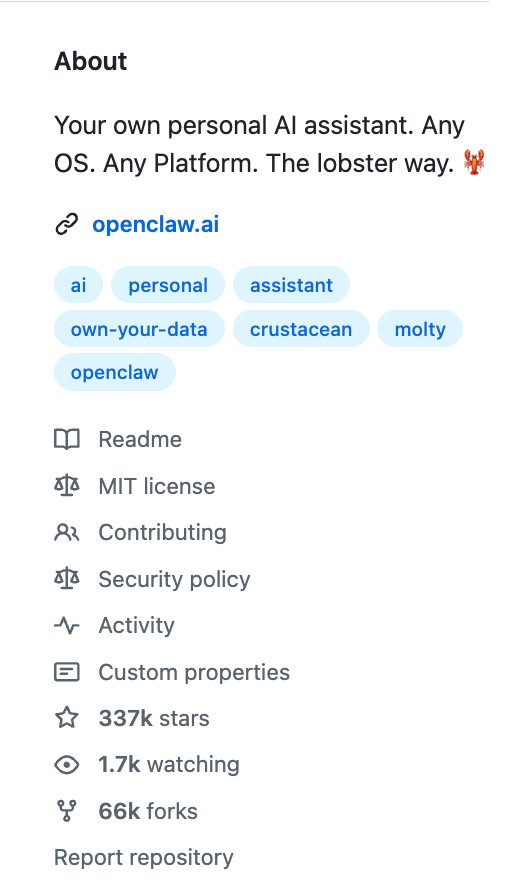 About
Your own personal AI assistant. Any
OS. Any Platform. The lobster way. 🦞
openclaw.ai
ai personal assistant
own-your-data crustacean molty
openclaw
Readme
MIT license
Contributing
Security policy
Activity
Custom properties
337k stars
1.7k watching
66k forks
Report repository